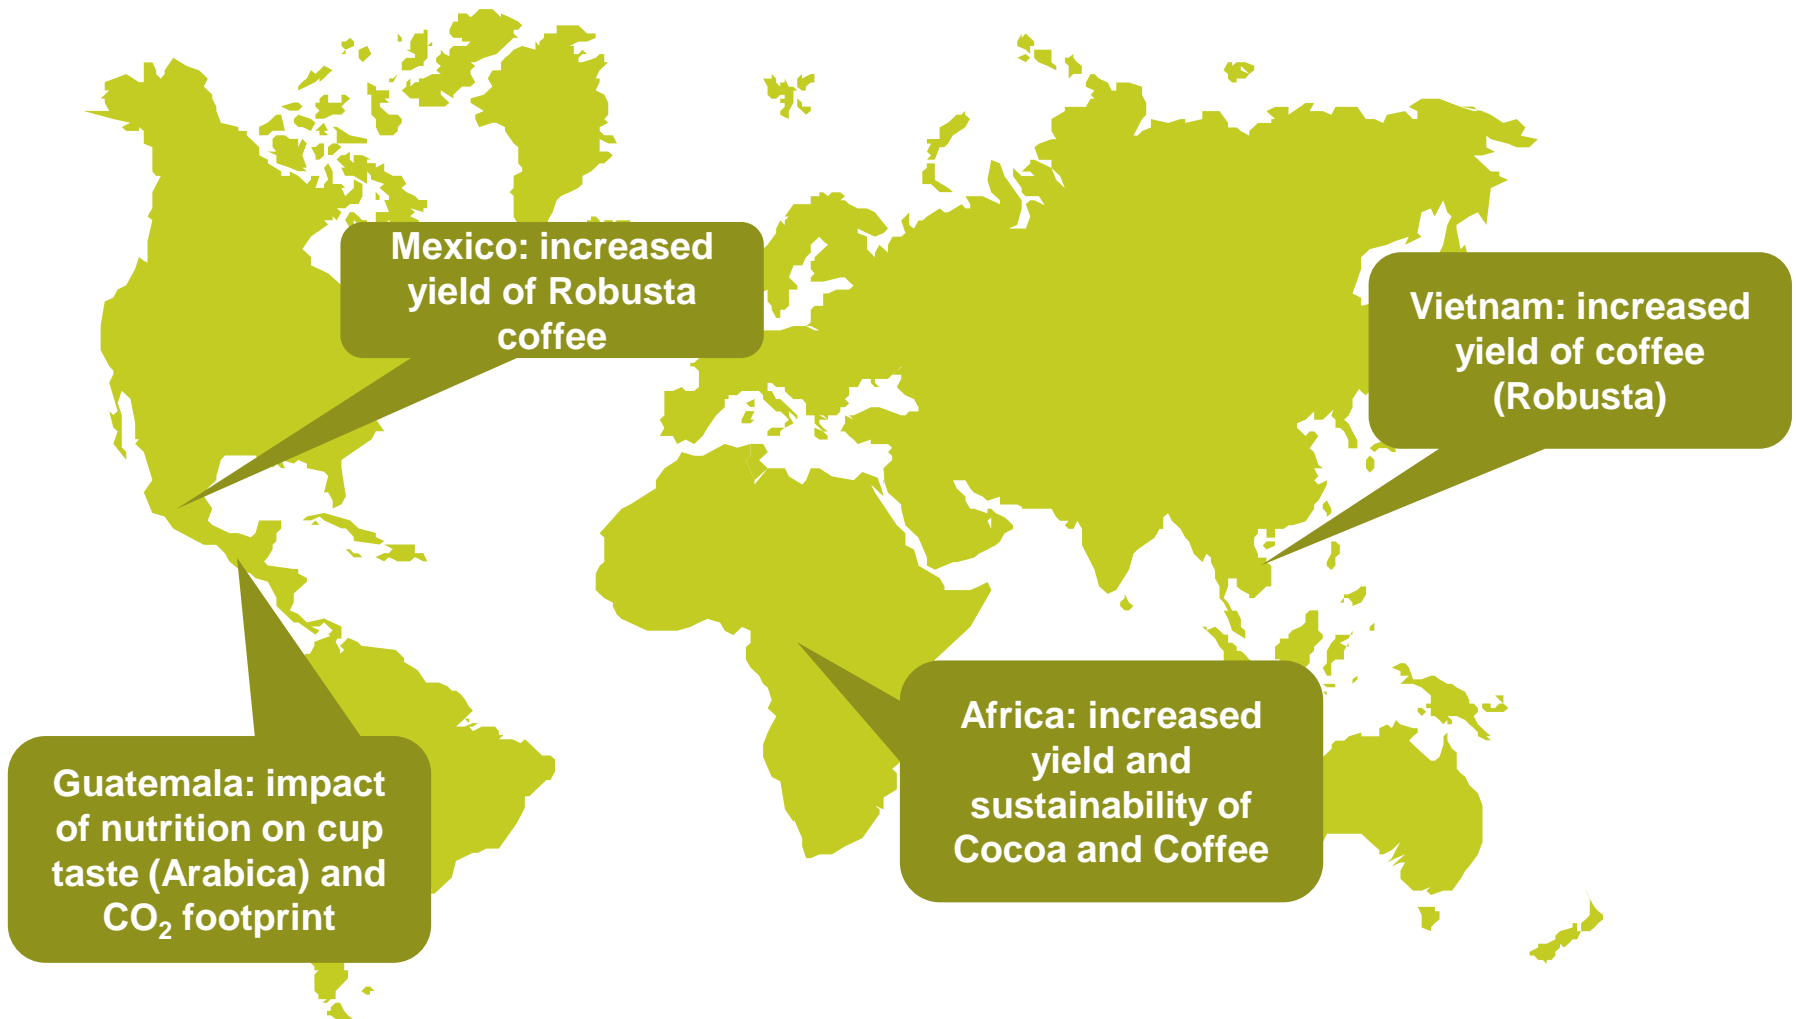 Mexico: increased
yield of Robusta
coffee
Vietnam: increased
yield of coffee
(Robusta)
Africa: increased
yield and
sustainability of
Cocoa and Coffee
Guatemala: impact
of nutrition on cup
taste (Arabica) and
CO₂ footprint